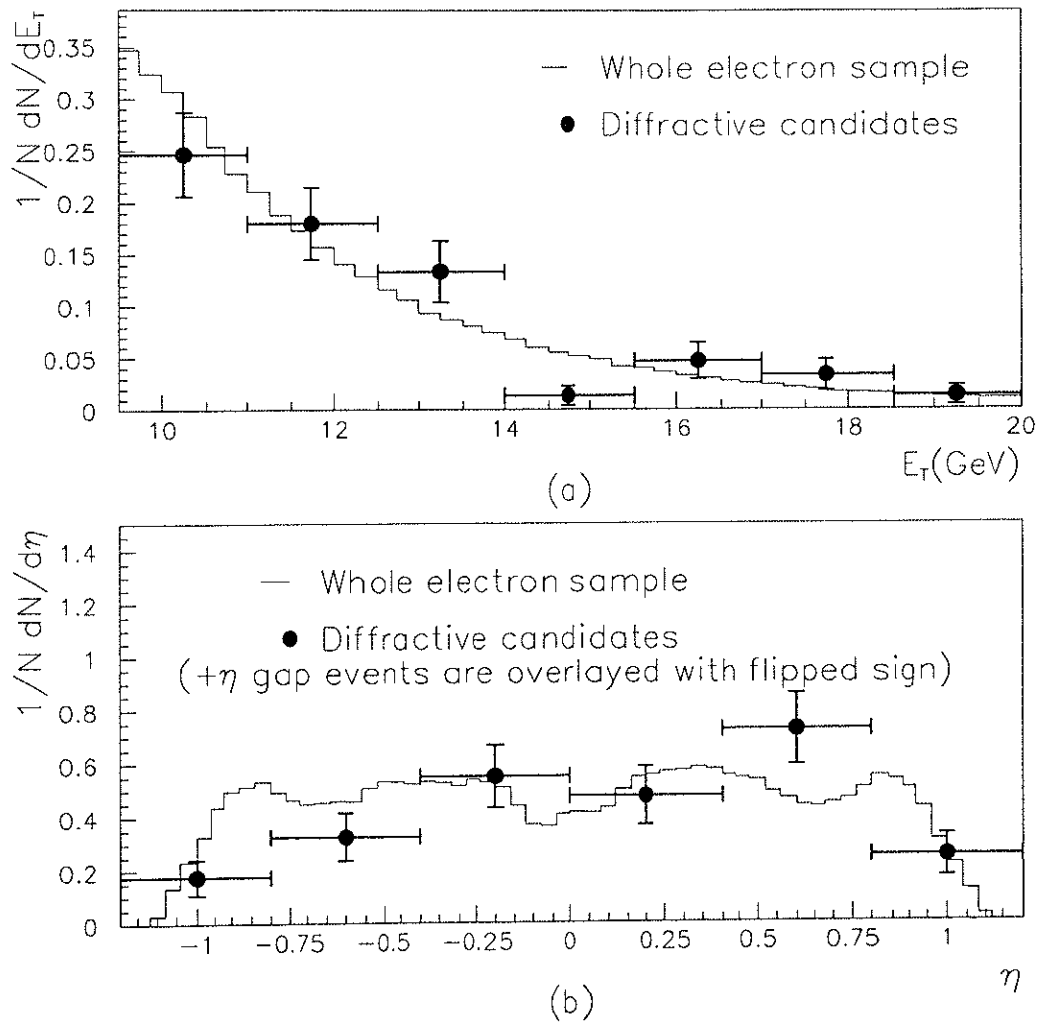 1/N dN/dE_T
0.35
0.3
0.25
0.2
0.15
0.1
0.05
0
Whole electron sample
Diffractive candidates
10 12 14 16 18 20
E_T(GeV)
(a)
1/N dN/dη
1.4
1.2
1
0.8
0.6
0.4
0.2
0
Whole electron sample
Diffractive candidates
(+η gap events are overlayed with flipped sign)
−1 −0.75 −0.5 −0.25 0 0.25 0.5 0.75 1
η
(b)